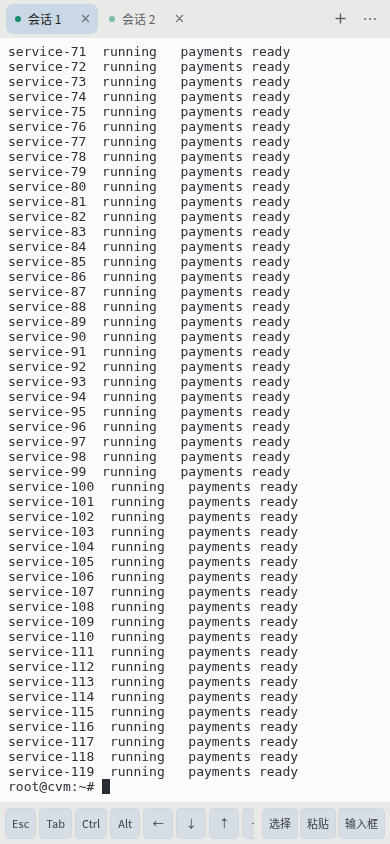 会话 1 × 会话 2 × + ···
service-71  running   payments ready
service-72  running   payments ready
service-73  running   payments ready
service-74  running   payments ready
service-75  running   payments ready
service-76  running   payments ready
service-77  running   payments ready
service-78  running   payments ready
service-79  running   payments ready
service-80  running   payments ready
service-81  running   payments ready
service-82  running   payments ready
service-83  running   payments ready
service-84  running   payments ready
service-85  running   payments ready
service-86  running   payments ready
service-87  running   payments ready
service-88  running   payments ready
service-89  running   payments ready
service-90  running   payments ready
service-91  running   payments ready
service-92  running   payments ready
service-93  running   payments ready
service-94  running   payments ready
service-95  running   payments ready
service-96  running   payments ready
service-97  running   payments ready
service-98  running   payments ready
service-99  running   payments ready
service-100  running   payments ready
service-101  running   payments ready
service-102  running   payments ready
service-103  running   payments ready
service-104  running   payments ready
service-105  running   payments ready
service-106  running   payments ready
service-107  running   payments ready
service-108  running   payments ready
service-109  running   payments ready
service-110  running   payments ready
service-111  running   payments ready
service-112  running   payments ready
service-113  running   payments ready
service-114  running   payments ready
service-115  running   payments ready
service-116  running   payments ready
service-117  running   payments ready
service-118  running   payments ready
service-119  running   payments ready
root@cvm:~#
Esc Tab Ctrl Alt ← ↓ ↑ 选择 粘贴 输入框